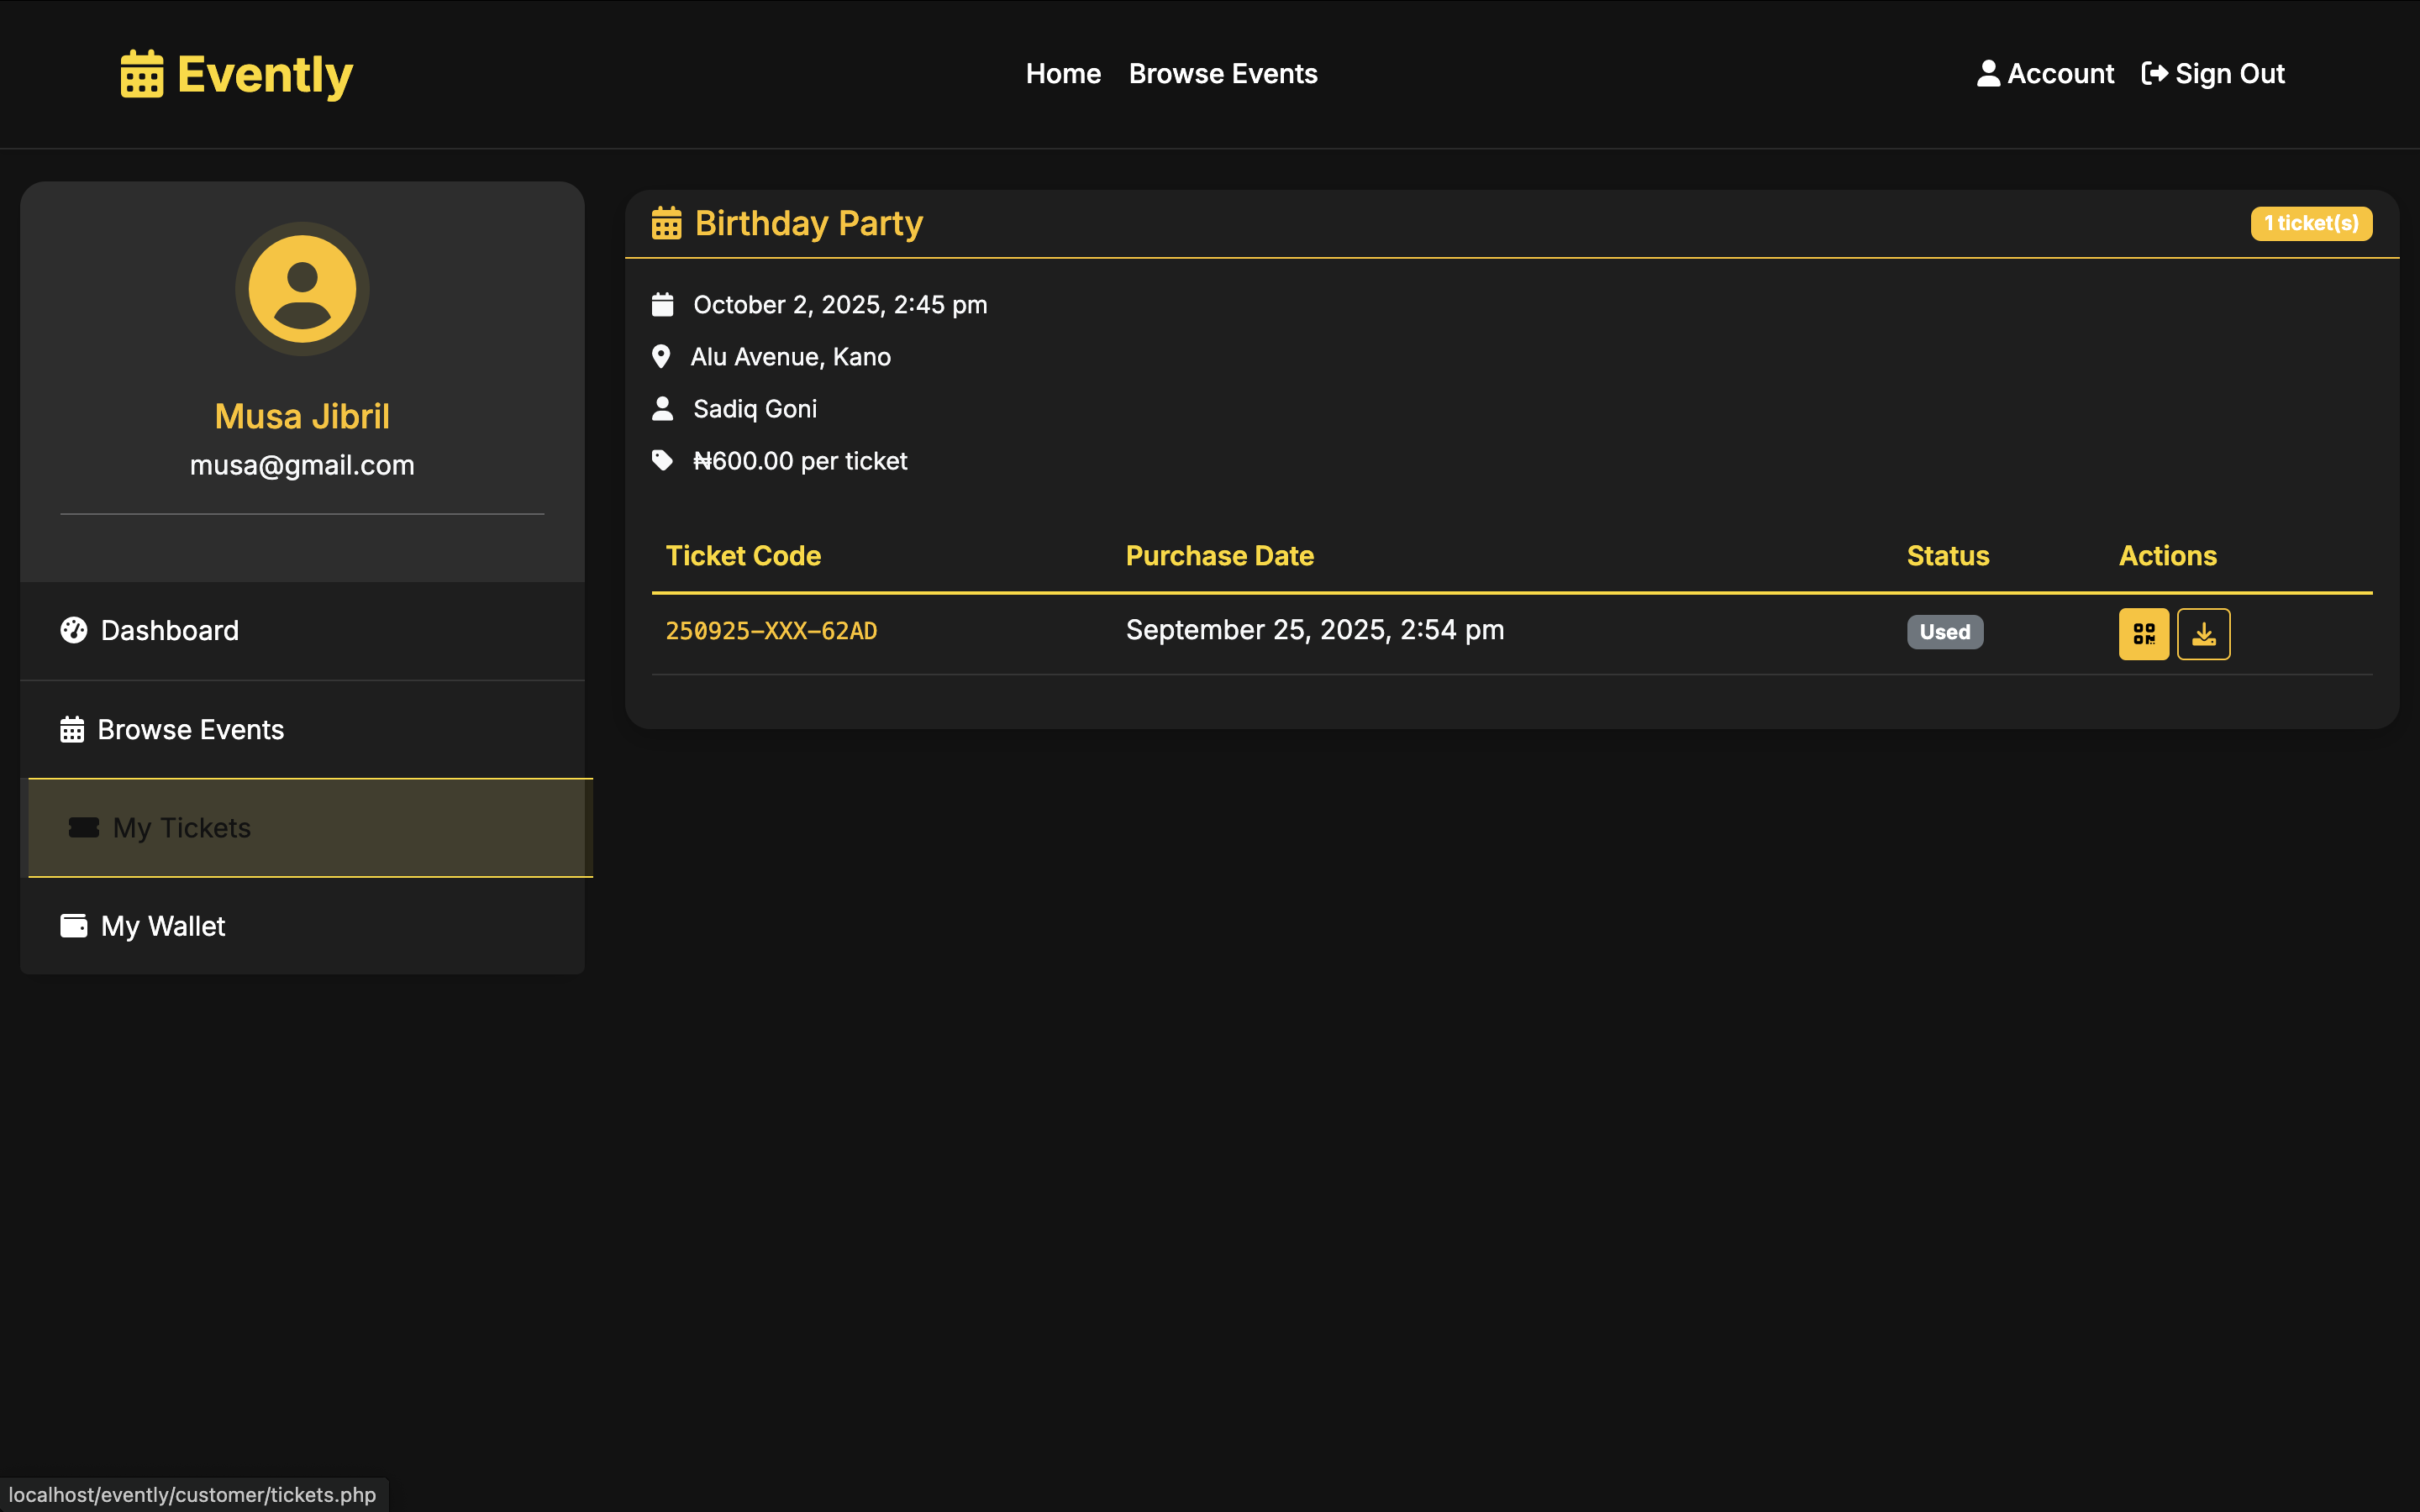 Evently
Home Browse Events
Account Sign Out
Musa Jibril
musa@gmail.com
Dashboard
Browse Events
My Tickets
My Wallet
Birthday Party
1 ticket(s)
October 2, 2025, 2:45 pm
Alu Avenue, Kano
Sadiq Goni
₦600.00 per ticket
Ticket Code Purchase Date Status Actions
250925-XXX-62AD September 25, 2025, 2:54 pm Used
localhost/evently/customer/tickets.php